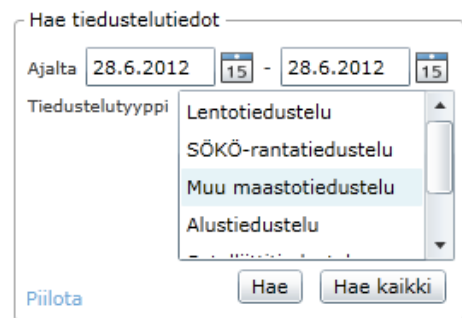 Hae tiedustelutiedot
Ajalta 28.6.2012 15 - 28.6.2012 15
Tiedustelutyyppi
Lentotiedustelu
SÖKÖ-rantatiedustelu
Muu maastotiedustelu
Alustiedustelu
Piilota Hae Hae kaikki